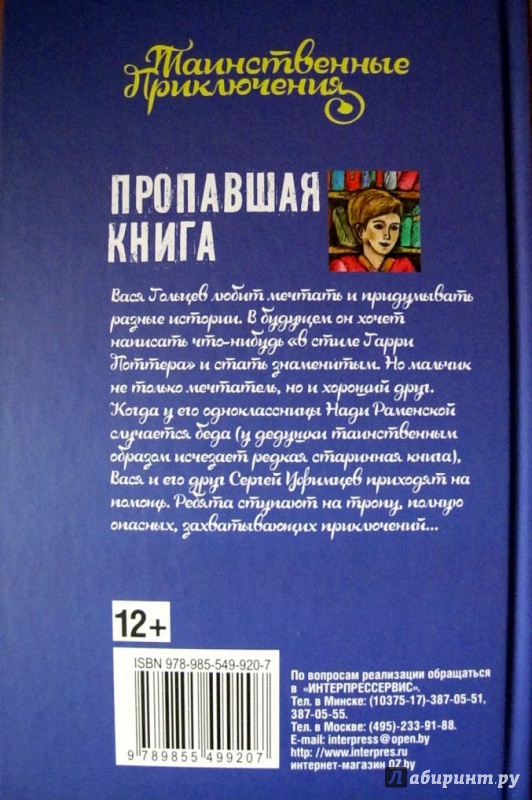 Таинственные
Приключения
ПРОПАВШАЯ
КНИГА
Вася Гольцев любит мечтать и придумывать
разные истории. В будущем он хочет
написать что-нибудь «в стиле Гарри
Поттера» и стать знаменитым. Но мальчик
не только мечтатель, но и хороший друг.
Когда у его одноклассницы Нади Раменской
случается беда (у дедушки таинственным
образом исчезает редкая старинная книга),
Вася и его друг Сергей Уфимцев приходят на
помощь. Ребята ступают на тропу, полную
опасных, захватывающих приключений...
12+
ISBN 978-985-549-920-7
9 789855 499207
По вопросам реализации обращаться
в «ИНТЕРПРЕССЕРВИС».
Тел. в Минске: (10375-17)-387-05-51,
387-05-55.
Тел. в Москве: (495)-233-91-88.
E-mail: interpress@open.by
http://www.interpres.ru
интернет-магазин OZ.by
Лабиринт.ру